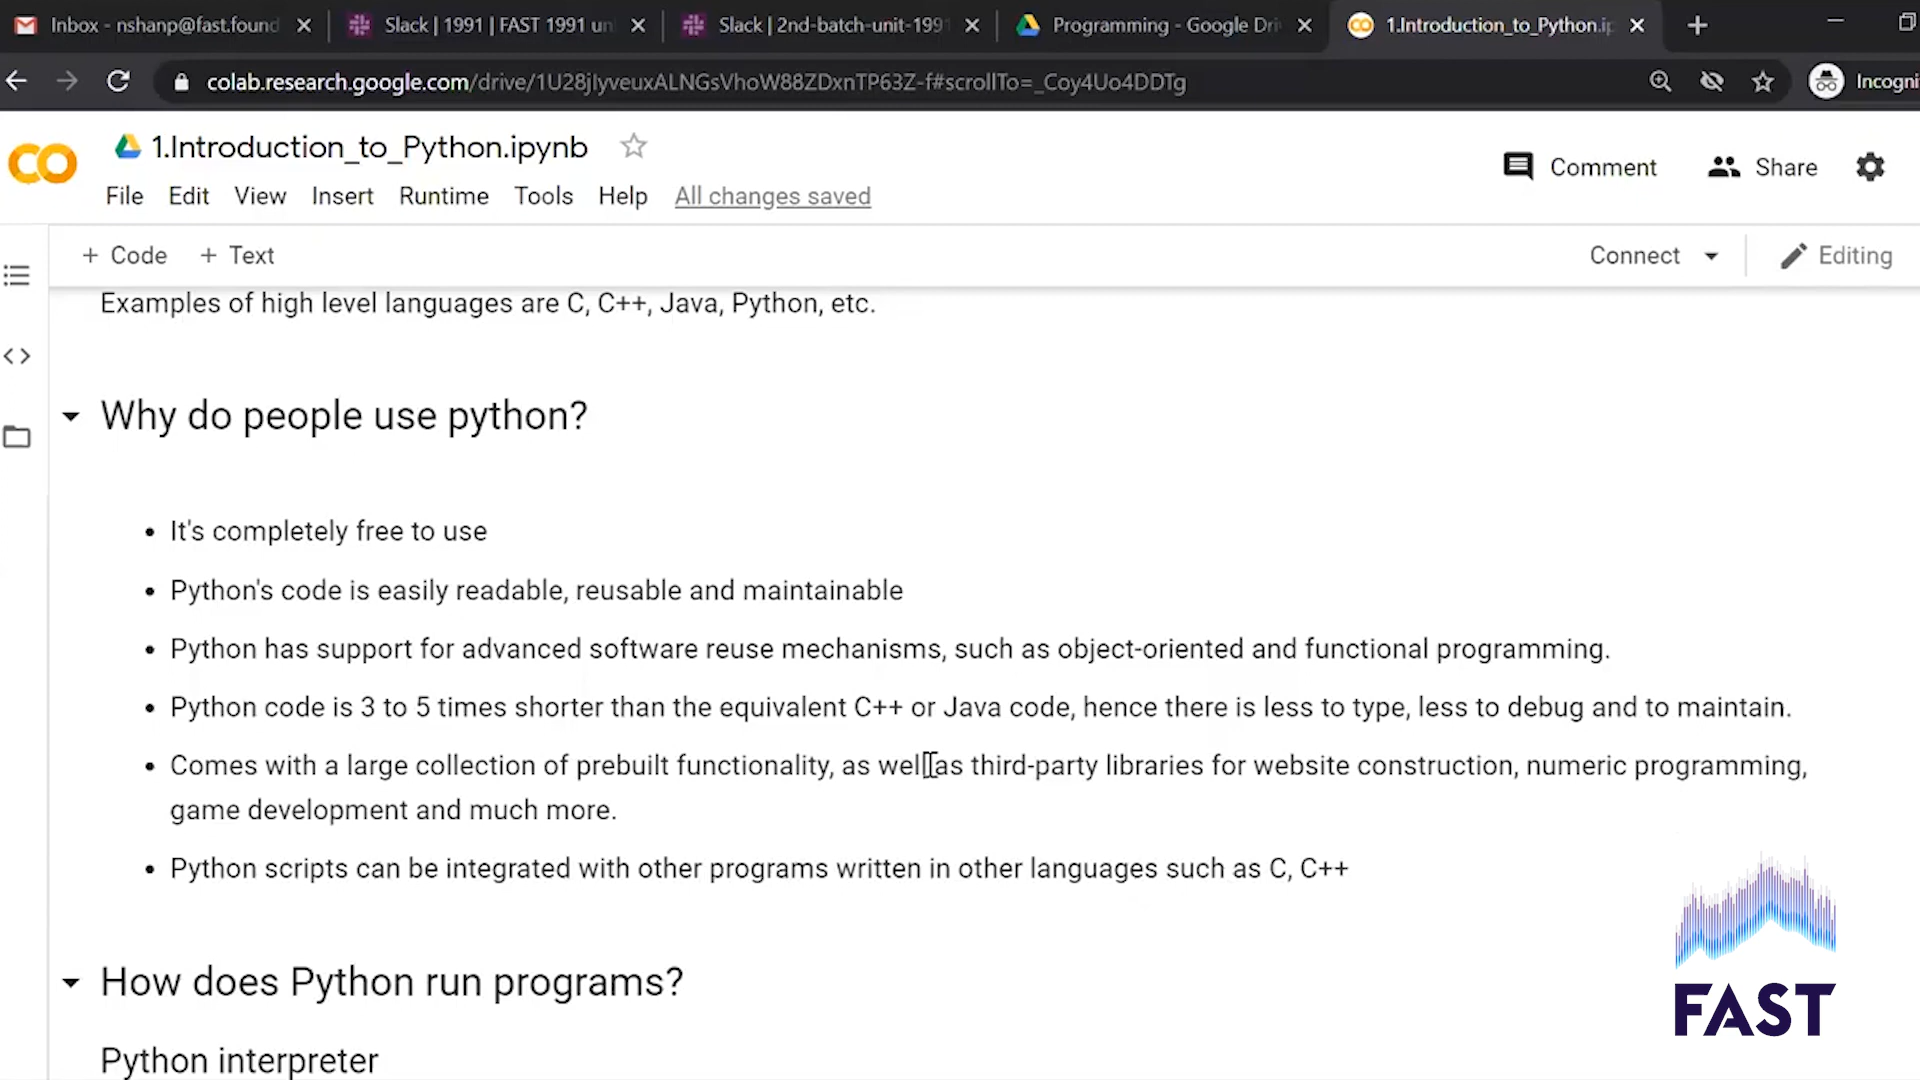 Inbox - nshanp@fast.found
Slack | 1991 | FAST 1991 un
Slack | 2nd-batch-unit-1991
Programming - Google Dri
1.Introduction_to_Python.ip
colab.research.google.com/drive/1U28jIyveuxALNGsVhoW88ZDxnTP63Z-f#scrollTo=_Coy4Uo4DDTg
Incogni
CO
1.Introduction_to_Python.ipynb
Comment
Share
File Edit View Insert Runtime Tools Help All changes saved
+ Code + Text
Connect
Editing
Examples of high level languages are C, C++, Java, Python, etc.
Why do people use python?
• It's completely free to use
• Python's code is easily readable, reusable and maintainable
• Python has support for advanced software reuse mechanisms, such as object-oriented and functional programming.
• Python code is 3 to 5 times shorter than the equivalent C++ or Java code, hence there is less to type, less to debug and to maintain.
• Comes with a large collection of prebuilt functionality, as well as third-party libraries for website construction, numeric programming,
game development and much more.
• Python scripts can be integrated with other programs written in other languages such as C, C++
How does Python run programs?
Python interpreter
FAST